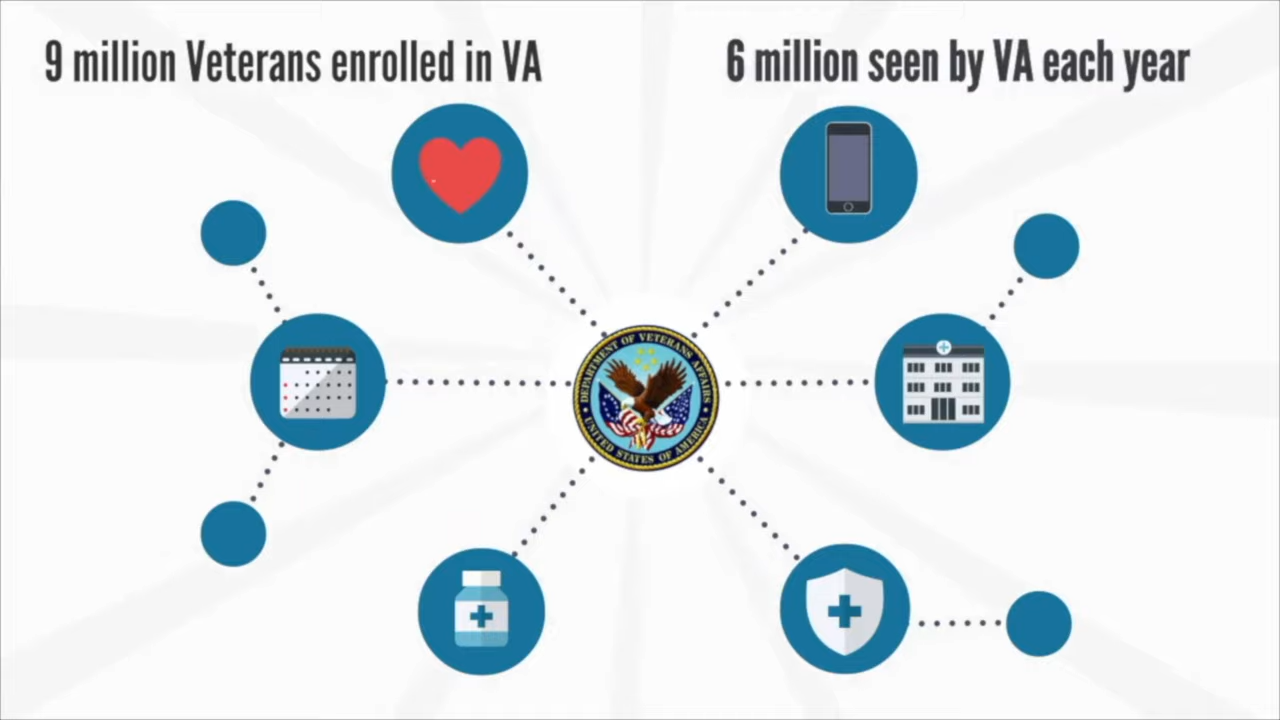 9 million Veterans enrolled in VA
6 million seen by VA each year
DEPARTMENT OF VETERANS AFFAIRS
UNITED STATES OF AMERICA